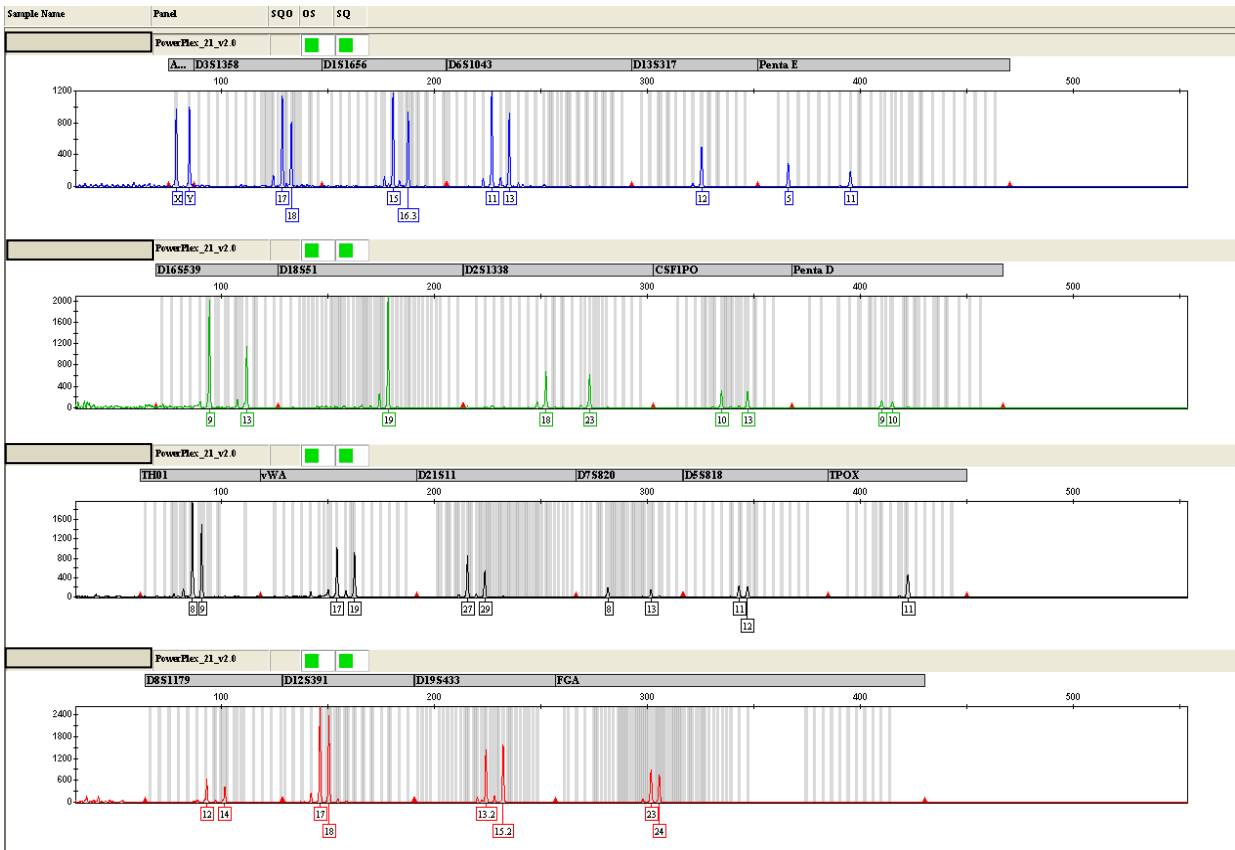 Sample Name Panel SQO OS SQ
PowerPlex_21_v2.0
A... D3S1358 D1S1656 D6S1043 D13S317 Penta E
100 200 300 400 500
1200
800
400
0
X Y 17 15 11 13 12 5 11
18 16.3
PowerPlex_21_v2.0
D16S539 D18S51 D2S1338 CSF1PO Penta D
100 200 300 400 500
2000
1600
1200
800
400
0
9 13 19 18 23 10 13 9 10
PowerPlex_21_v2.0
TH01 vWA D21S11 D7S820 D5S818 TPOX
100 200 300 400 500
1600
1200
800
400
0
8 9 17 19 27 29 8 13 11 11
12
PowerPlex_21_v2.0
D8S1179 D12S391 D19S433 FGA
100 200 300 400 500
2400
1800
1200
600
0
12 14 17 13.2 23
18 15.2 24